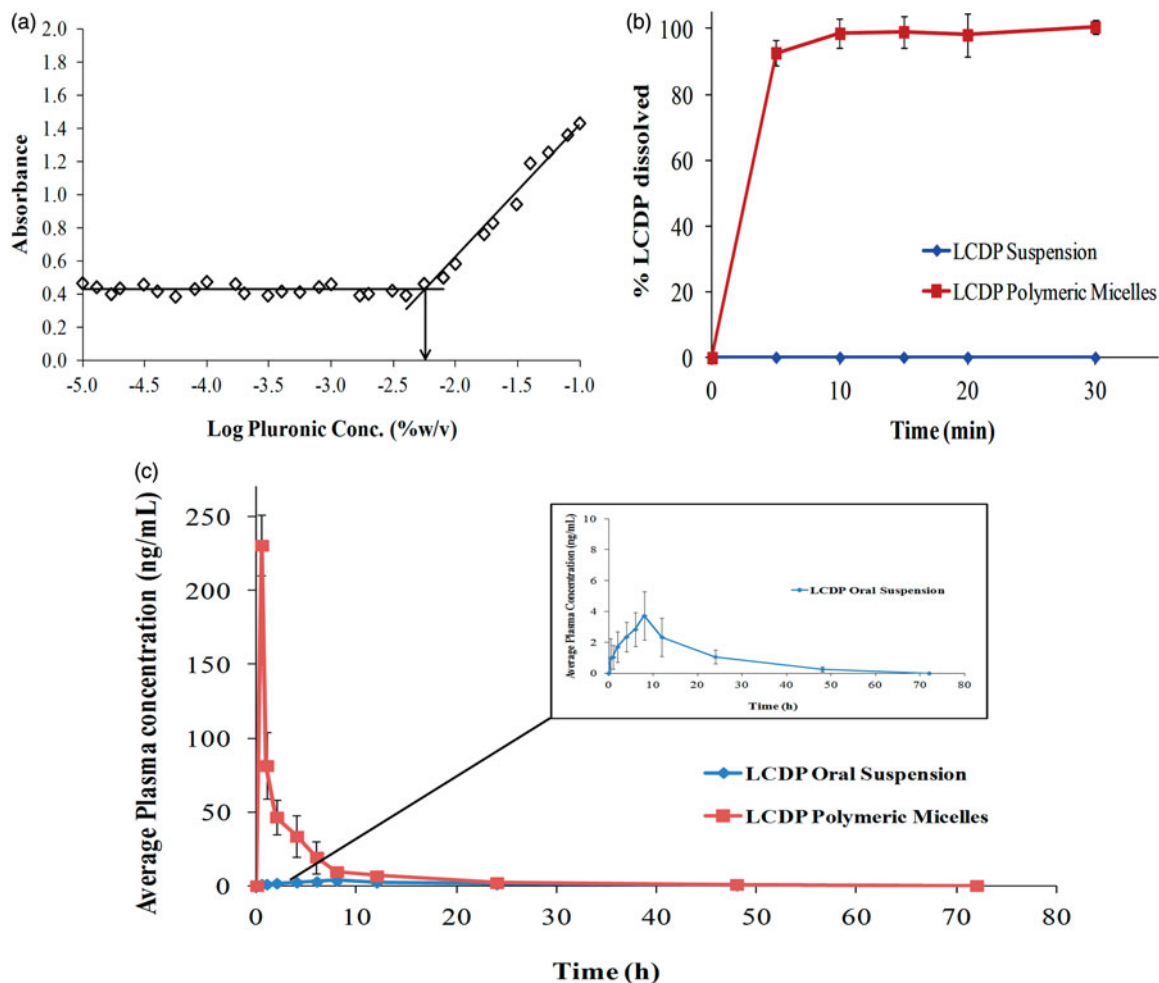 (a)
2.0
1.8
1.6
1.4
1.2
1.0
0.8
0.6
0.4
0.2
0.0
Absorbance
-5.0 -4.5 -4.0 -3.5 -3.0 -2.5 -2.0 -1.5 -1.0
Log Pluronic Conc. (%w/v)
(b)
100
80
60
40
20
0
% LCDP dissolved
LCDP Suspension
LCDP Polymeric Micelles
0 10 20 30
Time (min)
(c)
250
200
150
100
50
0
Average Plasma concentration (ng/mL)
10
8
6
4
2
0
Average Plasma Concentration (ng/mL)
LCDP Oral Suspension
0 10 20 30 40 50 60 70 80
Time (h)
LCDP Oral Suspension
LCDP Polymeric Micelles
0 10 20 30 40 50 60 70 80
Time (h)